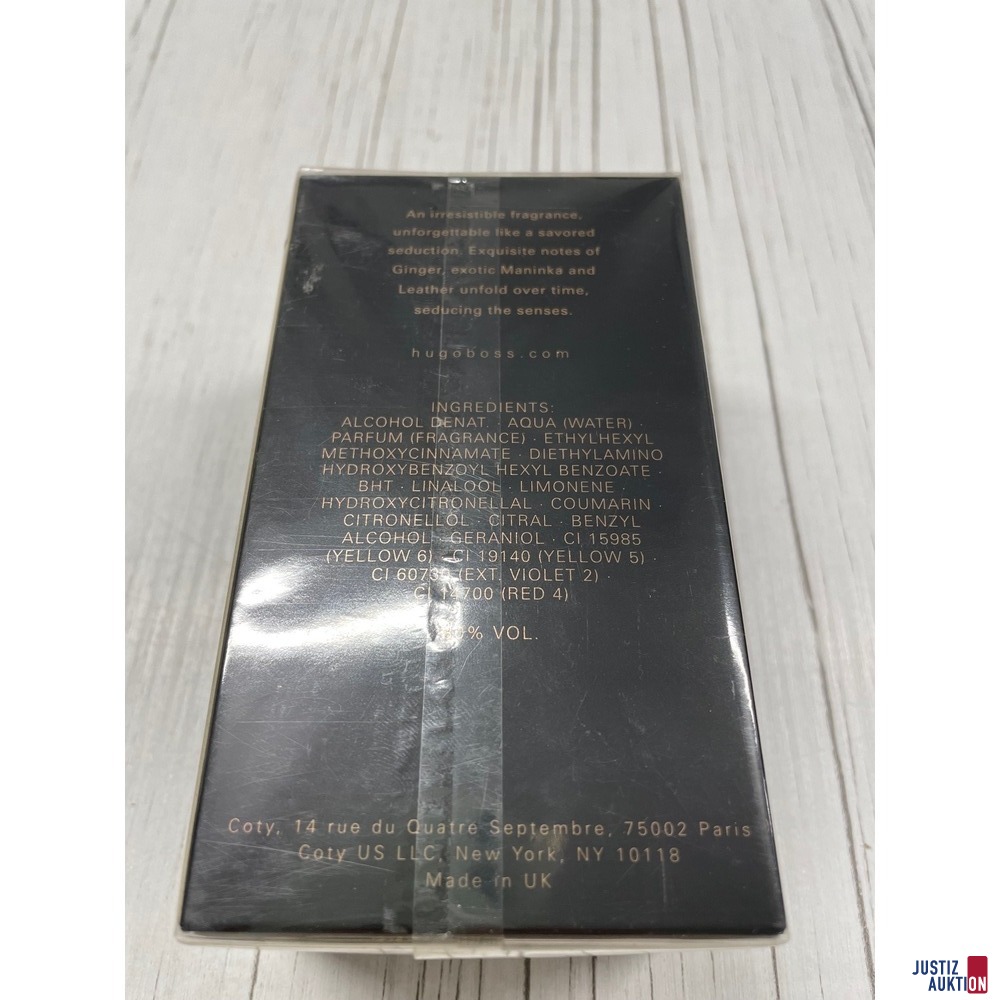 An irresistible fragrance,
unforgettable like a savored
seduction. Exquisite notes of
Ginger, exotic Maninka and
Leather unfold over time,
seducing the senses.
hugoboss.com
INGREDIENTS:
ALCOHOL DENAT. · AQUA (WATER) ·
PARFUM (FRAGRANCE) · ETHYLHEXYL
METHOXYCINNAMATE · DIETHYLAMINO
HYDROXYBENZOYL HEXYL BENZOATE ·
BHT · LINALOOL · LIMONENE ·
HYDROXYCITRONELLAL · COUMARIN ·
CITRONELLOL · CITRAL · BENZYL
ALCOHOL · GERANIOL · CI 15985
(YELLOW 6) · CI 19140 (YELLOW 5) ·
CI 60730 (EXT. VIOLET 2) ·
CI 14700 (RED 4)
% VOL.
Coty, 14 rue du Quatre Septembre, 75002 Paris
Coty US LLC, New York, NY 10118
Made in UK
JUSTIZ
AUKTION